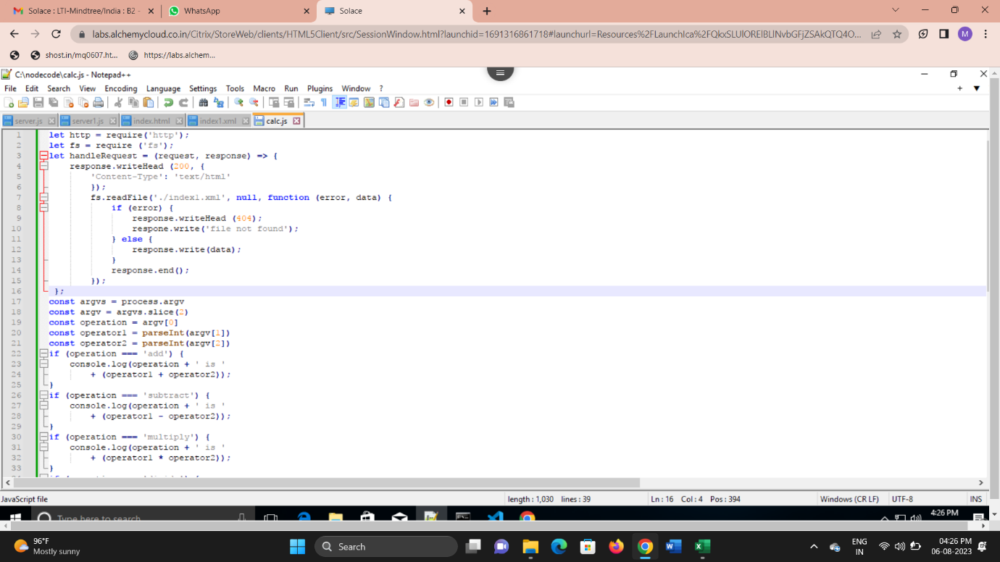 Solace : LTI-Mindtree/India : B2 -
WhatsApp
Solace
labs.alchemycloud.co.in/Citrix/StoreWeb/clients/HTML5Client/src/SessionWindow.html?launchid=1691316861718#launchurl=Resources%2FLaunchIca%2FQkxSLUlORElBLlNvbGFjZSAkQTQ4O...
M
shost.in/mq0607.ht...
https://labs.alchem...
C:\nodecode\calc.js - Notepad++
File Edit Search View Encoding Language Settings Tools Macro Run Plugins Window ?
server.js server1.js index.html index1.xml calc.js
1 let http = require('http');
2 let fs = require ('fs');
3 let handleRequest = (request, response) => {
4 response.writeHead (200, {
5 'Content-Type': 'text/html'
6 });
7 fs.readFile('./index1.xml', null, function (error, data) {
8 if (error) {
9 response.writeHead (404);
10 respone.write('file not found');
11 } else {
12 response.write(data);
13 }
14 response.end();
15 });
16 };
17 const argvs = process.argv
18 const argv = argvs.slice(2)
19 const operation = argv[0]
20 const operator1 = parseInt(argv[1])
21 const operator2 = parseInt(argv[2])
22 if (operation === 'add') {
23 console.log(operation + ' is '
24 + (operator1 + operator2));
25 }
26 if (operation === 'subtract') {
27 console.log(operation + ' is '
28 + (operator1 - operator2));
29 }
30 if (operation === 'multiply') {
31 console.log(operation + ' is '
32 + (operator1 * operator2));
33 }
JavaScript file length : 1,030 lines : 39 Ln : 16 Col : 4 Pos : 394 Windows (CR LF) UTF-8 INS
Type here to search
4:26 PM
96°F
Mostly sunny
Search
ENG
IN
04:26 PM
06-08-2023